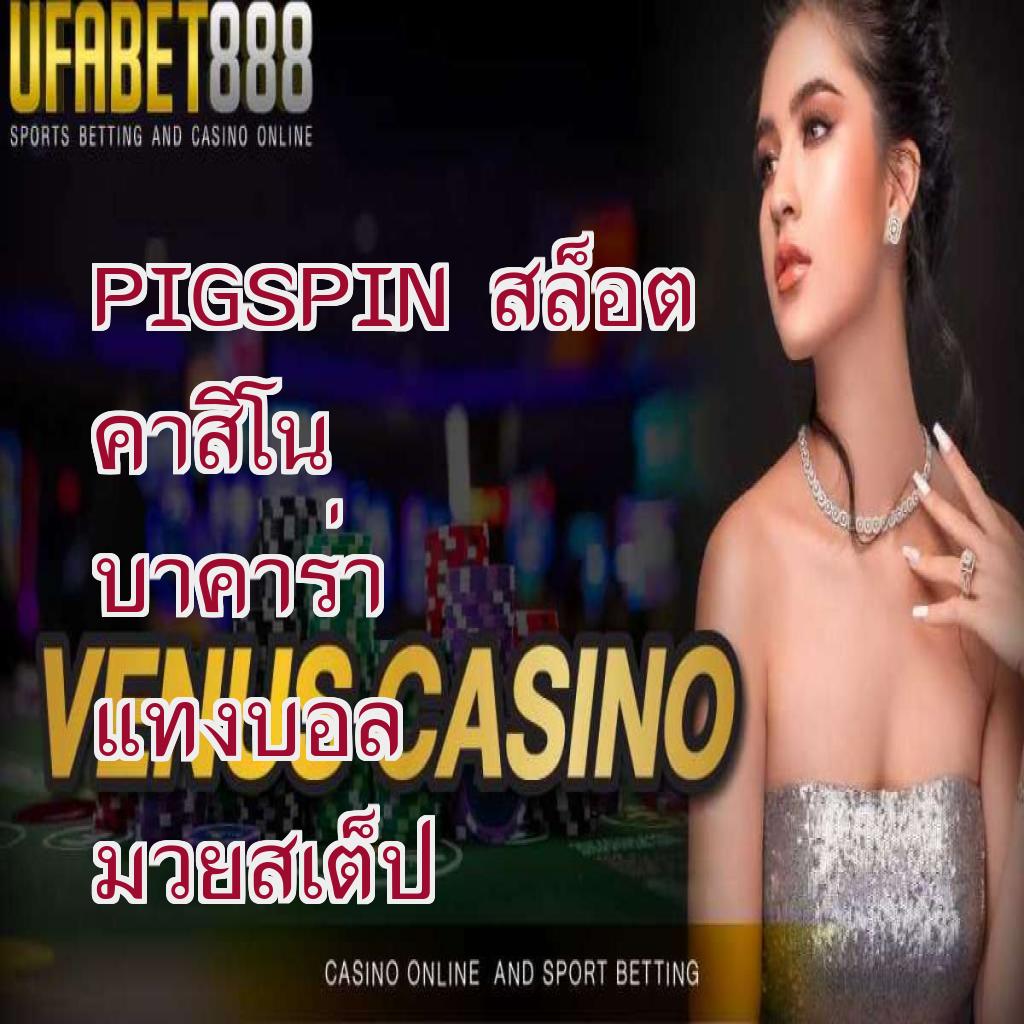 UFABET888
SPORTS BETTING AND CASINO ONLINE
PIGSPIN สล็อต
คาสิโน
บาคาร่า
VENUS CASINO
แทงบอล
มวยสเต็ป
CASINO ONLINE AND SPORT BETTING